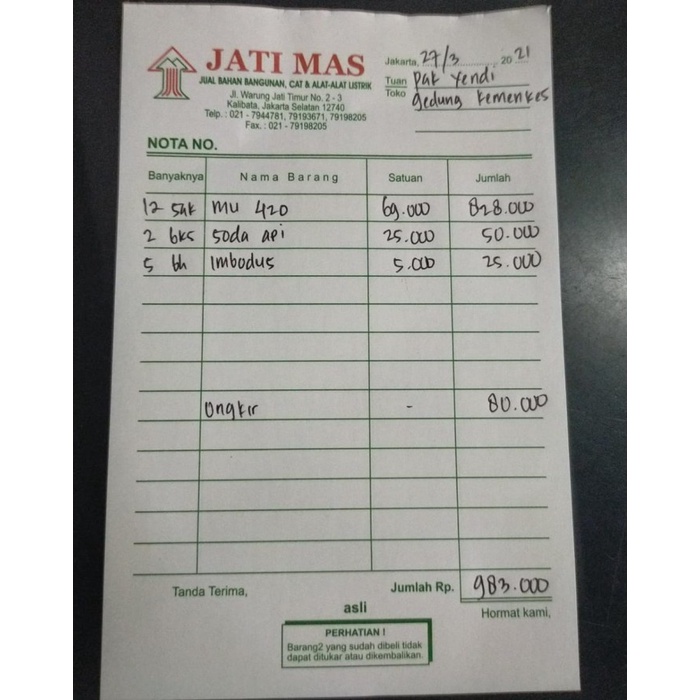 JATI MAS
JUAL BAHAN BANGUNAN, CAT & ALAT-ALAT LISTRIK
Jl. Warung Jati Timur No. 2 - 3
Kalibata, Jakarta Selatan 12740
Telp. : 021 - 7944781, 79193671, 79198205
Fax. : 021 - 79198205
Jakarta, 27/3 20 21
Tuan Pak Yendi
Toko gedung kemenkes
NOTA NO.
Banyaknya Nama Barang Satuan Jumlah
12 sak MU 420 69.000 828.000
2 bks soda api 25.000 50.000
5 bh Imbodus 5.000 25.000
Ongkir - 80.000
Jumlah Rp. 983.000
Tanda Terima,
asli
Hormat kami,
PERHATIAN !
Barang2 yang sudah dibeli tidak
dapat ditukar atau dikembalikan.